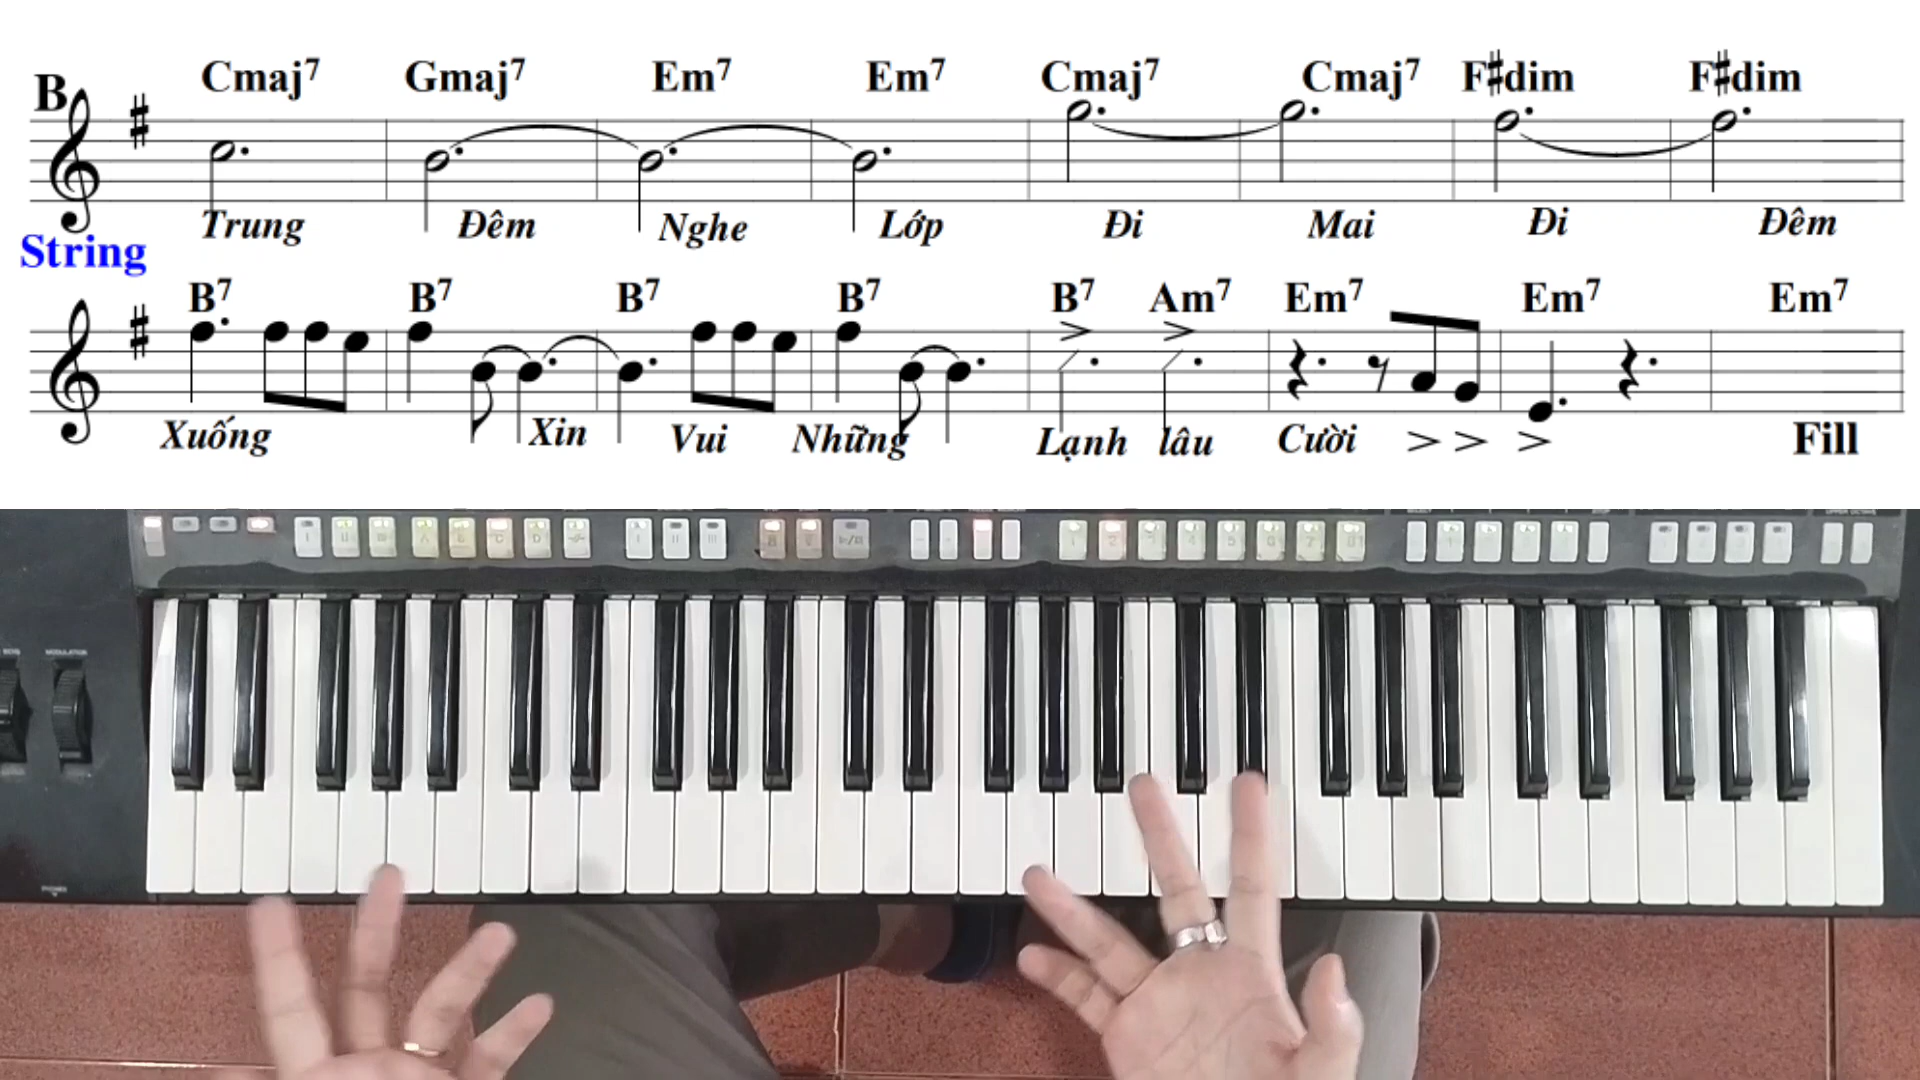 B Cmaj7 Gmaj7 Em7 Em7 Cmaj7 Cmaj7 F♯dim F♯dim
Trung Đêm Nghe Lớp Đi Mai Đi Đêm
String
B7 B7 B7 B7 B7 Am7 Em7 Em7 Em7
Xuống Xin Vui Những Lạnh lâu Cười Fill
MODULATION